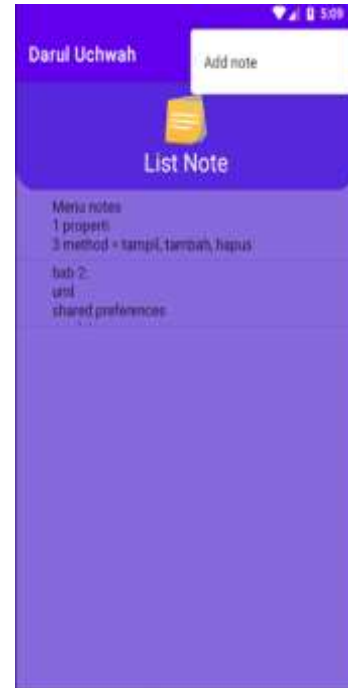 5:09
Darul Uchwah
Add note
List Note
Menu notes
1 properti
3 method = tampil, tambah, hapus
bab 2:
uml
shared preferences